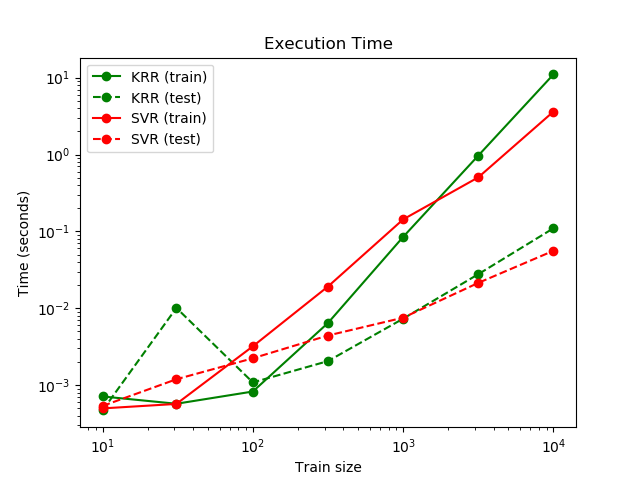 Execution Time
KRR (train)
KRR (test)
SVR (train)
SVR (test)
10¹
10⁰
10⁻¹
10⁻²
10⁻³
Time (seconds)
10¹ 10² 10³ 10⁴
Train size